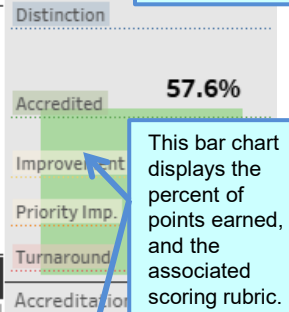 Distinction
57.6%
Accredited
Improvement
Priority Imp.
Turnaround
Accreditation
This bar chart
displays the
percent of
points earned,
and the
associated
scoring rubric.